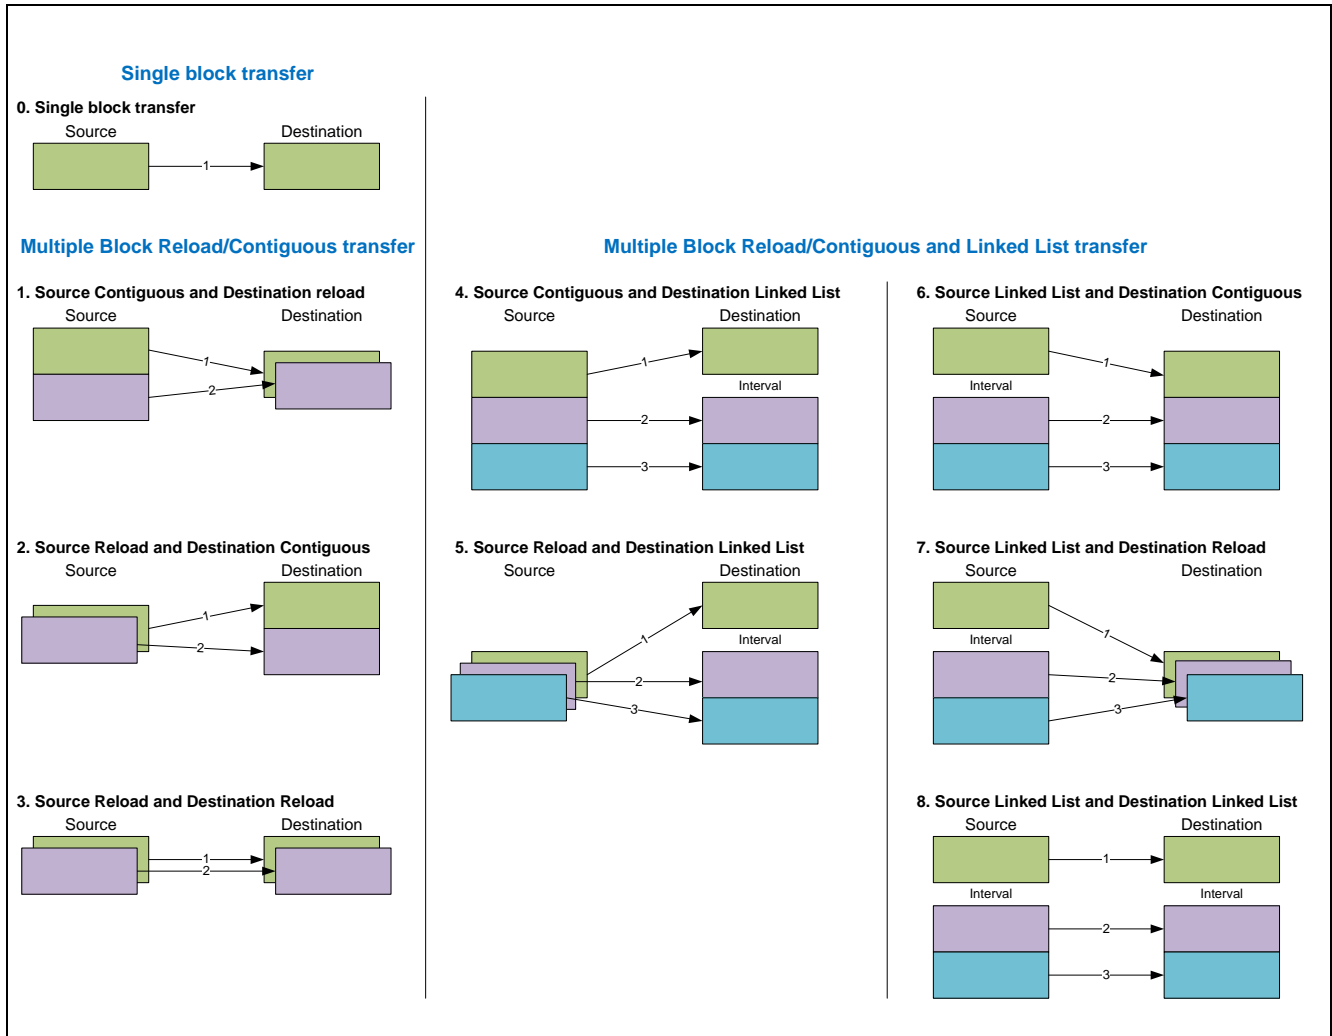 Single block transfer
0. Single block transfer
Source Destination
1
Multiple Block Reload/Contiguous transfer
1. Source Contiguous and Destination reload
Source Destination
1
2
2. Source Reload and Destination Contiguous
Source Destination
1
2
3. Source Reload and Destination Reload
Source Destination
1
2
Multiple Block Reload/Contiguous and Linked List transfer
4. Source Contiguous and Destination Linked List
Source Destination
1
Interval
2
3
5. Source Reload and Destination Linked List
Source Destination
1
Interval
2
3
6. Source Linked List and Destination Contiguous
Source Destination
1
Interval
2
3
7. Source Linked List and Destination Reload
Source Destination
1
Interval
2
3
8. Source Linked List and Destination Linked List
Source Destination
1
Interval Interval
2
3